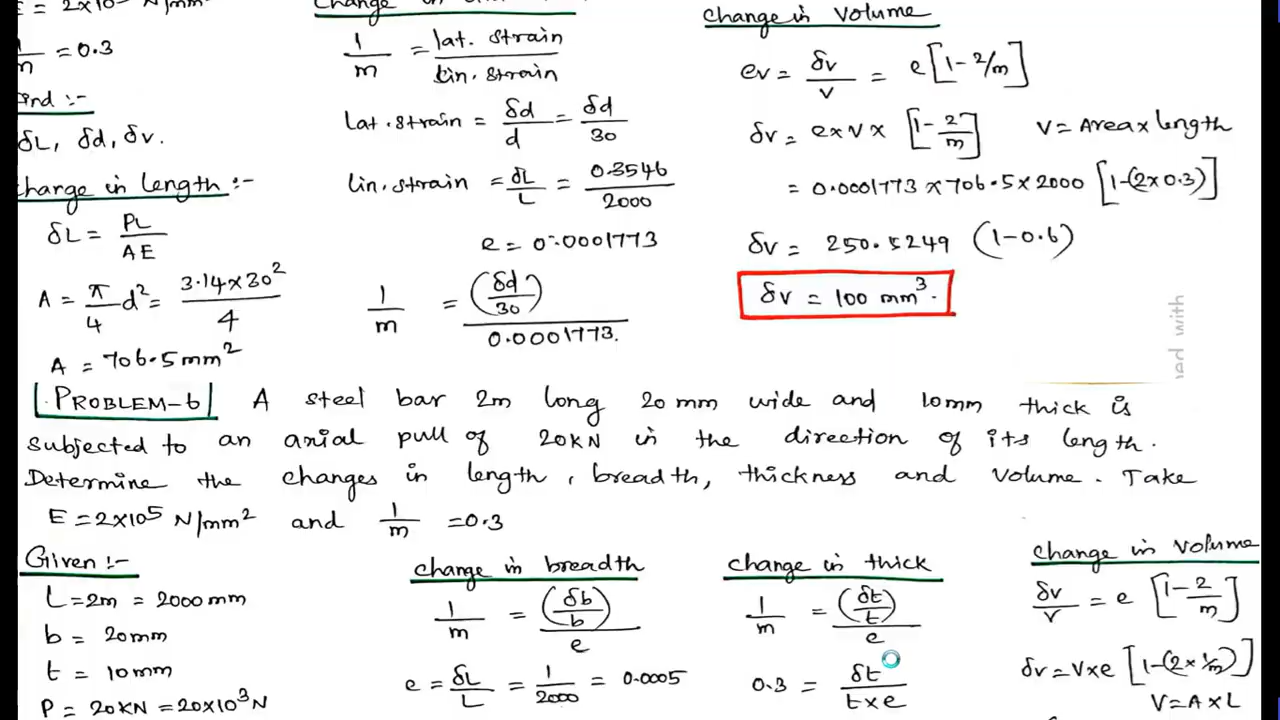 E = 2×10 N/mm²
1/m = 0.3
ind :-
δL, δd, δv.
change in length :-
δL = PL/AE
A = π/4 d² = 3.14×30²/4
A = 706.5 mm²
change in
1/m = lat. strain/lin. strain
lat. strain = δd/d = δd/30
lin. strain = δL/L = 0.3546/2000
e = 0.0001773
1/m = (δd/30)/0.0001773.
change in volume
ev = δv/v = e[1-2/m]
δv = e×v× [1-2/m] V = Area×length
= 0.0001773×706.5×2000 [1-(2×0.3)]
δv = 250.5249 (1-0.6)
δv = 100 mm³.
PROBLEM-6 A steel bar 2m long 20mm wide and 10mm thick is
subjected to an axial pull of 20KN in the direction of its length.
Determine the changes in length, breadth, thickness and volume. Take
E = 2×10⁵ N/mm² and 1/m = 0.3
Given :-
L = 2m = 2000mm
b = 20mm
t = 10mm
P = 20KN = 20×10³N
change in breadth
1/m = (δb/b)/e
e = δL/L = 1/2000 = 0.0005
change in thick
1/m = (δt/t)/e
0.3 = δt/t×e
change in volume
δv/v = e [1-2/m]
δv = V×e [1-(2×1/m)]
V = A×L